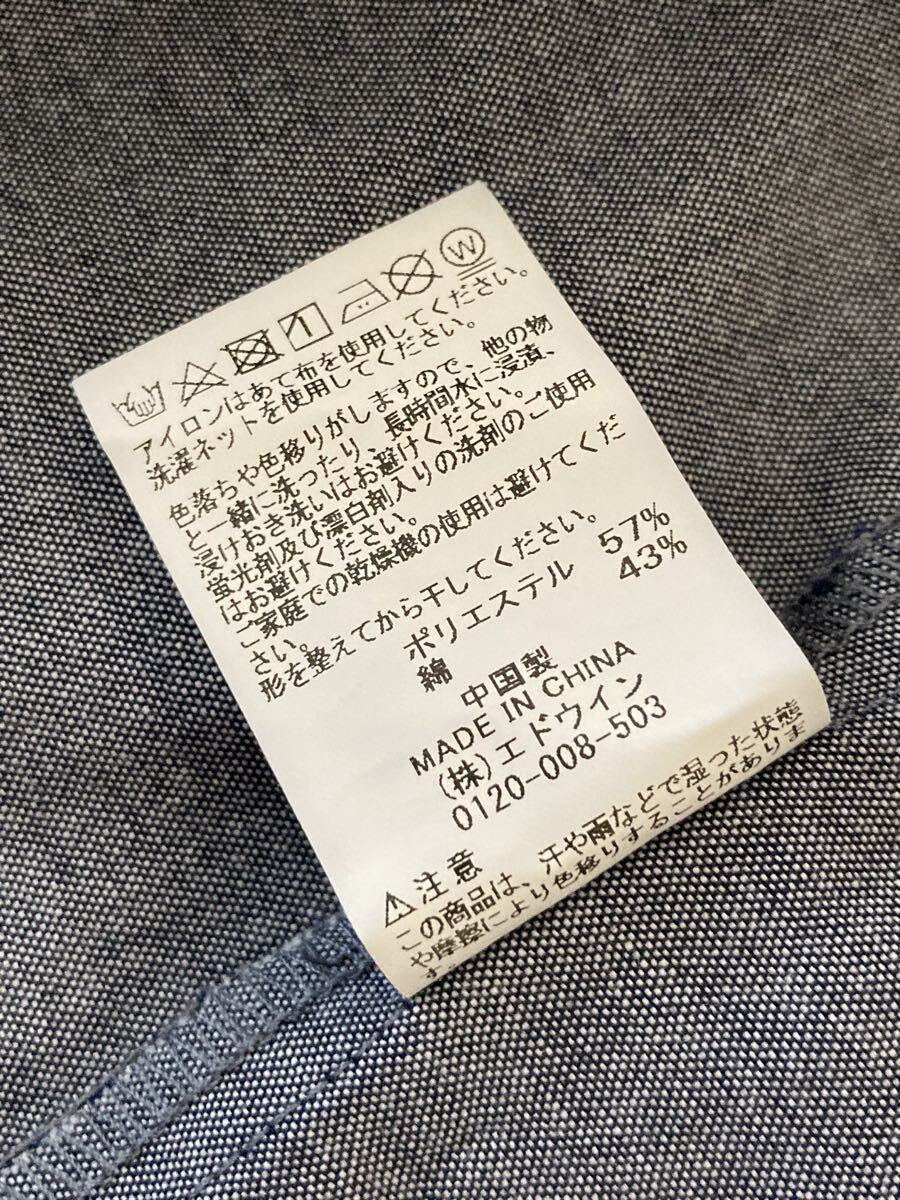 アイロンはあて布を使用してください。
洗濯ネットを使用してください。
色落ちや色移りがしますので、他の物
と一緒に洗ったり、長時間水に浸漬、
浸けおき洗いはお避けください。
蛍光剤及び漂白剤入りの洗剤のご使用
はお避けください。
ご家庭での乾燥機の使用は避けてくだ
さい。
形を整えてから干してください。
ポリエステル 57%
綿 43%
中国製
MADE IN CHINA
(株)エドウイン
0120-008-503
⚠注意
この商品は、汗や雨などで湿った状態
や摩擦により色移りすることがありま
す